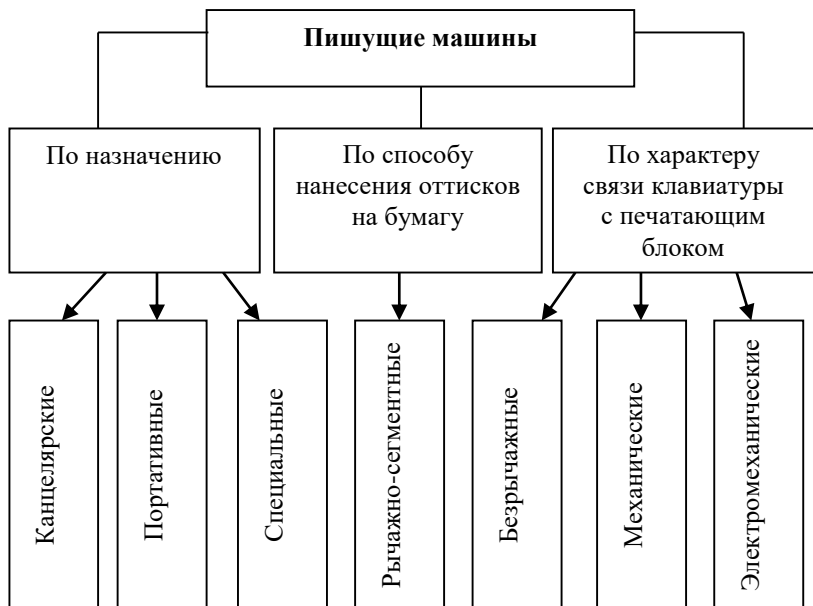 Пишущие машины
По назначению
По способу
нанесения оттисков
на бумагу
По характеру
связи клавиатуры
с печатающим
блоком
Канцелярские
Портативные
Специальные
Рычажно-сегментные
Безрычажные
Механические
Электромеханические